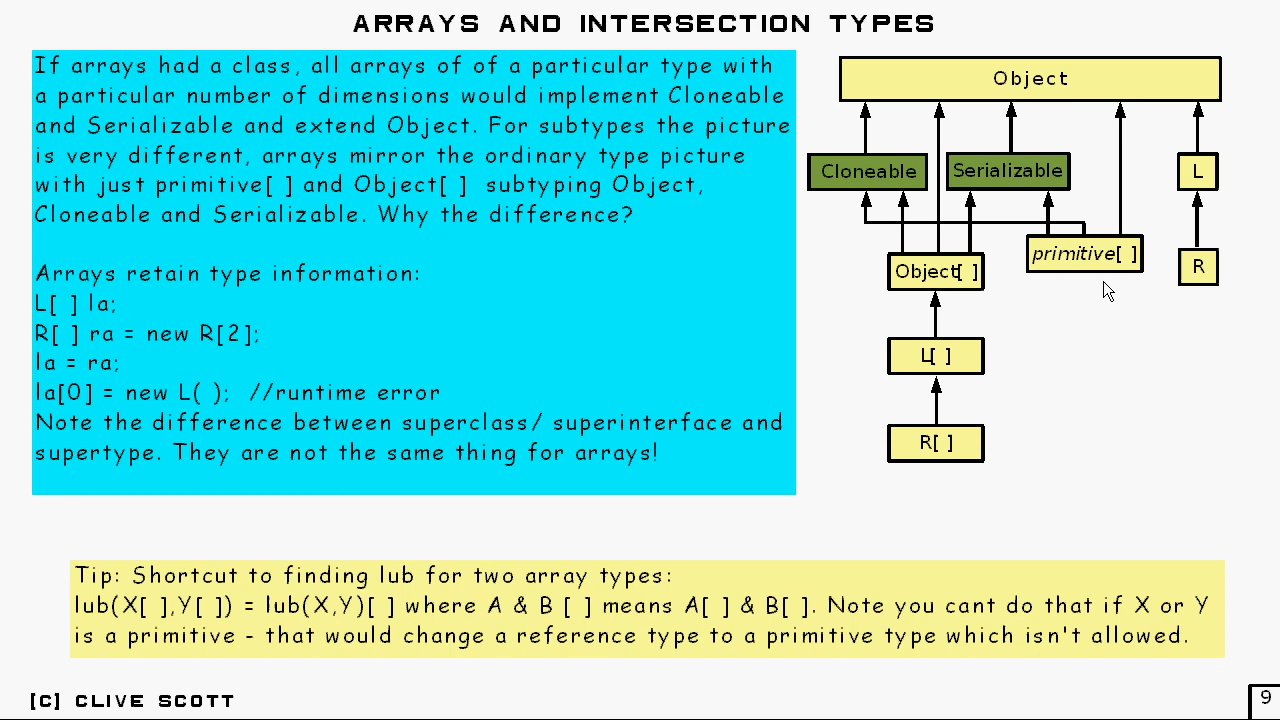 ARRAYS AND INTERSECTION TYPES
If arrays had a class, all arrays of of a particular type with
a particular number of dimensions would implement Cloneable
and Serializable and extend Object. For subtypes the picture
is very different, arrays mirror the ordinary type picture
with just primitive[ ] and Object[ ]  subtyping Object,
Cloneable and Serializable. Why the difference?
Arrays retain type information:
L[ ] la;
R[ ] ra = new R[2];
la = ra;
la[0] = new L( );  //runtime error
Note the difference between superclass/ superinterface and
supertype. They are not the same thing for arrays!
Object
Cloneable
Serializable
L
primitive[ ]
R
Object[ ]
L[ ]
R[ ]
Tip: Shortcut to finding lub for two array types:
lub(X[ ],Y[ ]) = lub(X,Y)[ ] where A & B [ ] means A[ ] & B[ ]. Note you cant do that if X or Y
is a primitive - that would change a reference type to a primitive type which isn't allowed.
[C] CLIVE SCOTT
9